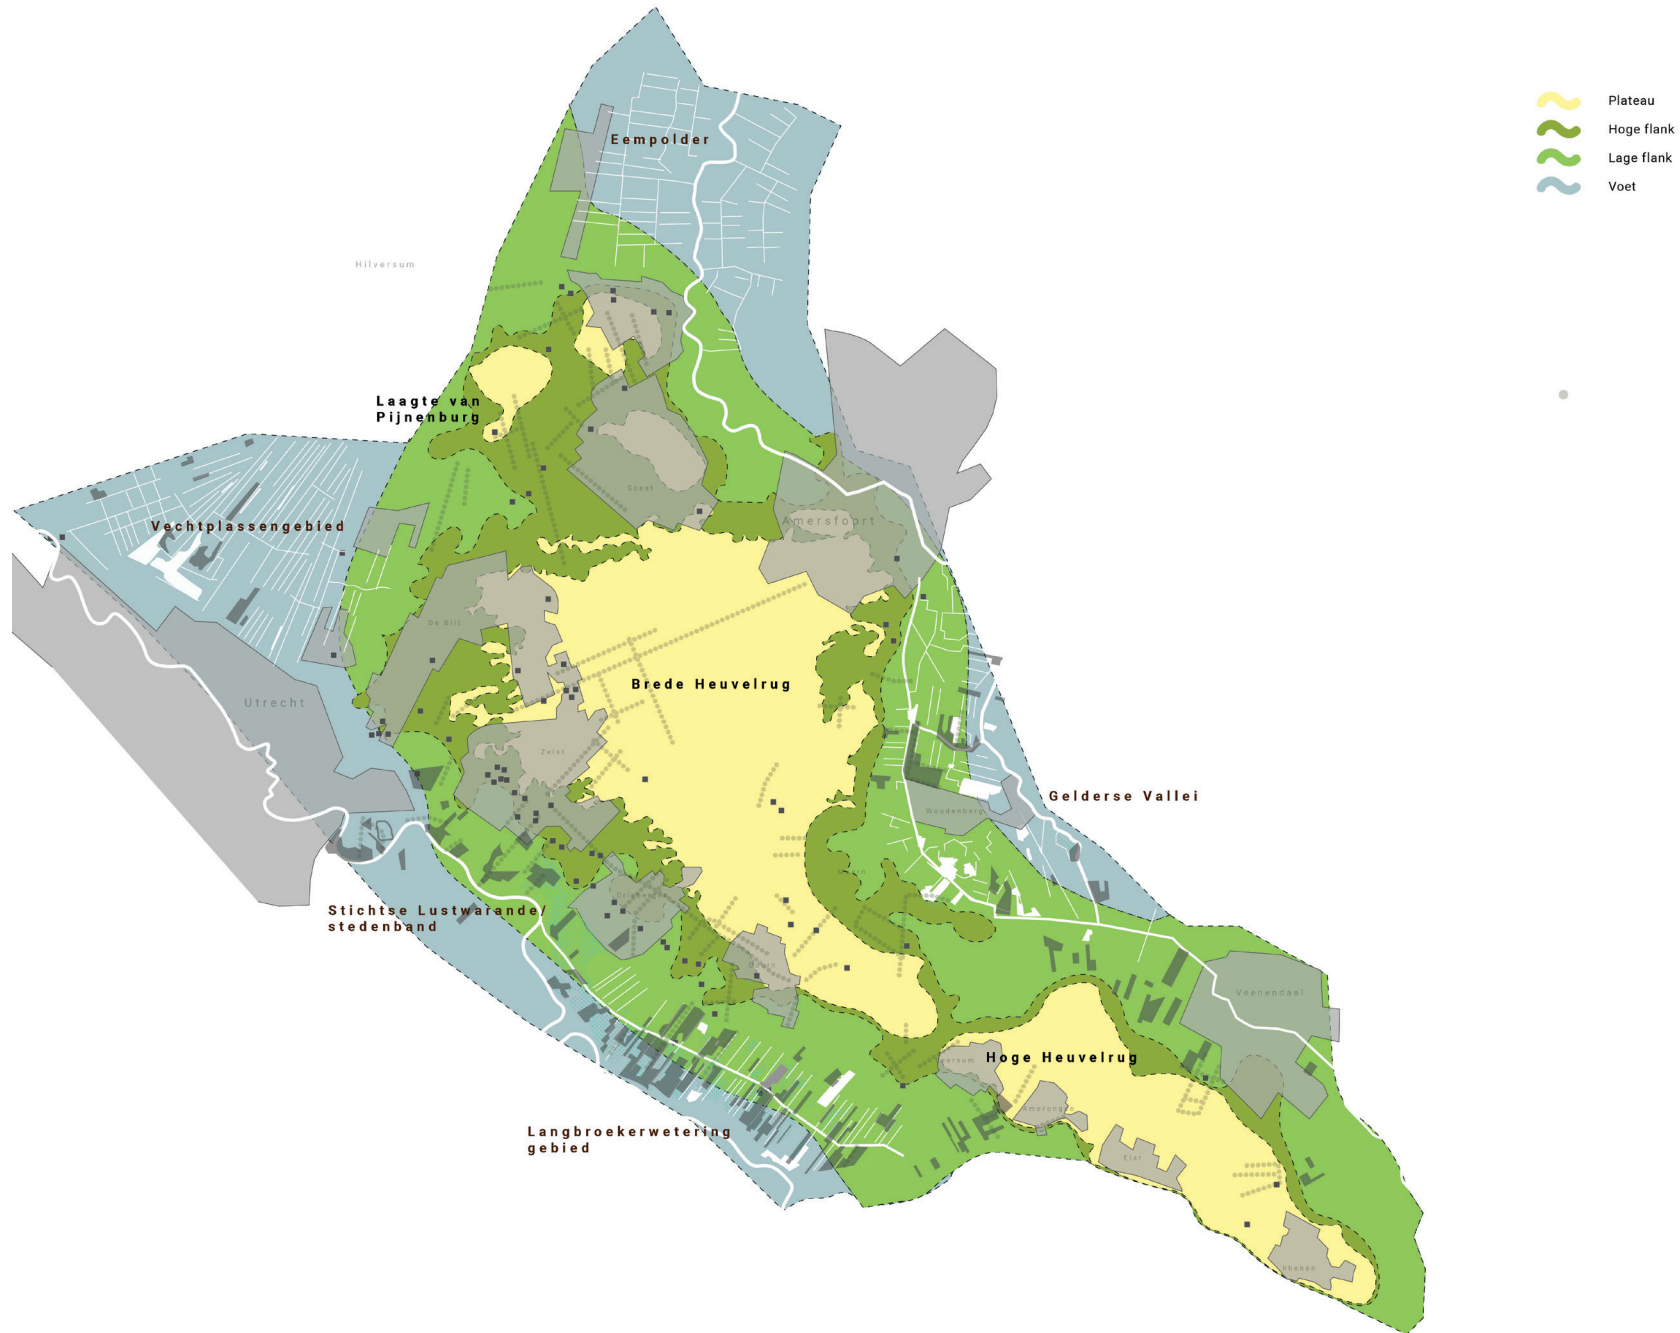 Plateau
Hoge flank
Lage flank
Voet
Eempolder
Hilversum
Laagte van
Pijnenburg
Soest
Vechtplassengebied
Amersfoort
De Bilt
Brede Heuvelrug
Utrecht
Zeist
Gelderse Vallei
Woudenberg
Stichtse Lustwarande/
stedenband
Doorn
Veenendaal
Hoge Heuvelrug
Amerongen
Langbroekerwetering
gebied
Elst
Rhenen